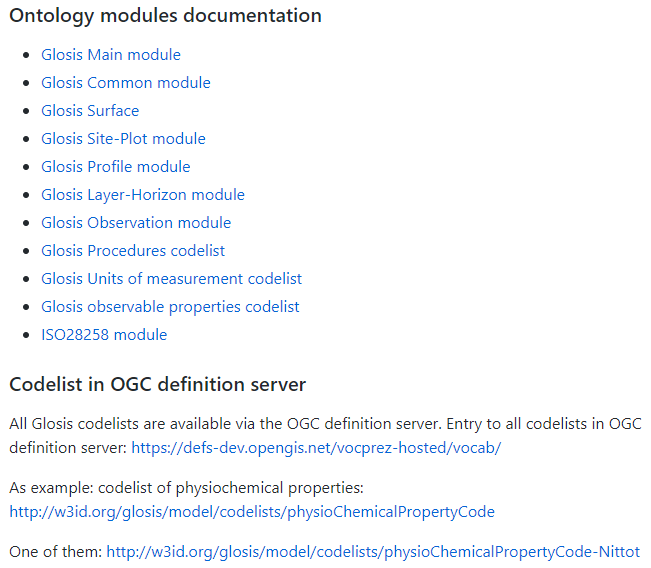 Ontology modules documentation
Glosis Main module
Glosis Common module
Glosis Surface
Glosis Site-Plot module
Glosis Profile module
Glosis Layer-Horizon module
Glosis Observation module
Glosis Procedures codelist
Glosis Units of measurement codelist
Glosis observable properties codelist
ISO28258 module
Codelist in OGC definition server
All Glosis codelists are available via the OGC definition server. Entry to all codelists in OGC
definition server: https://defs-dev.opengis.net/vocprez-hosted/vocab/
As example: codelist of physiochemical properties:
http://w3id.org/glosis/model/codelists/physioChemicalPropertyCode
One of them: http://w3id.org/glosis/model/codelists/physioChemicalPropertyCode-Nittot